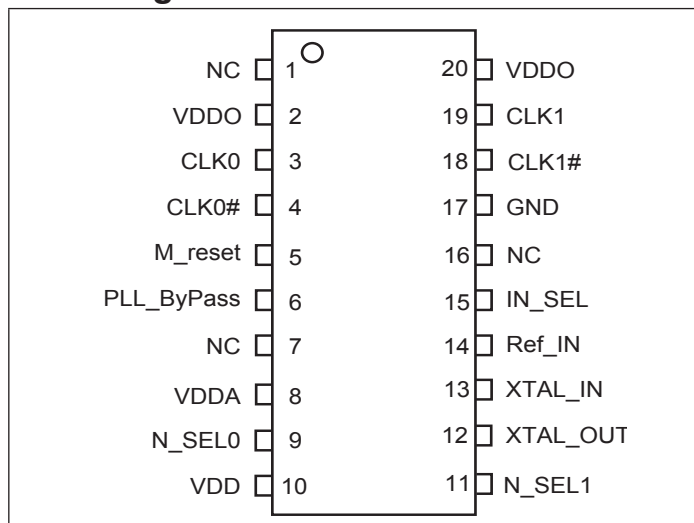 NC 1 20 VDDO
VDDO 2 19 CLK1
CLK0 3 18 CLK1#
CLK0# 4 17 GND
M_reset 5 16 NC
PLL_ByPass 6 15 IN_SEL
NC 7 14 Ref_IN
VDDA 8 13 XTAL_IN
N_SEL0 9 12 XTAL_OUT
VDD 10 11 N_SEL1